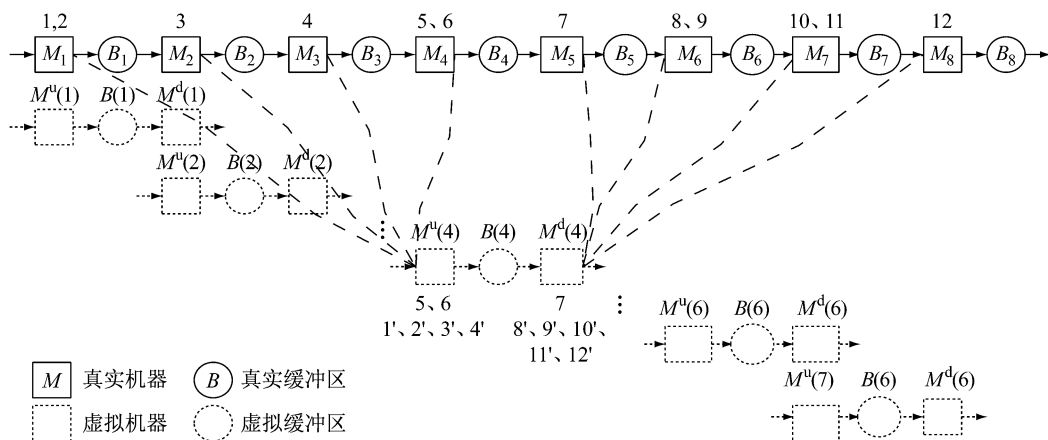 1,2 3 4 5、6 7 8、9 10、11 12
M1 B1 M2 B2 M3 B3 M4 B4 M5 B5 M6 B6 M7 B7 M8 B8
Mᵘ(1) B(1) Mᵈ(1)
Mᵘ(2) B(2) Mᵈ(2)
⋮ Mᵘ(4) B(4) Mᵈ(4)
5、6 7 ⋮
1'、2'、3'、4' 8'、9'、10'、
11'、12'
Mᵘ(6) B(6) Mᵈ(6)
Mᵘ(7) B(6) Mᵈ(6)
M 真实机器 B 真实缓冲区
虚拟机器 虚拟缓冲区